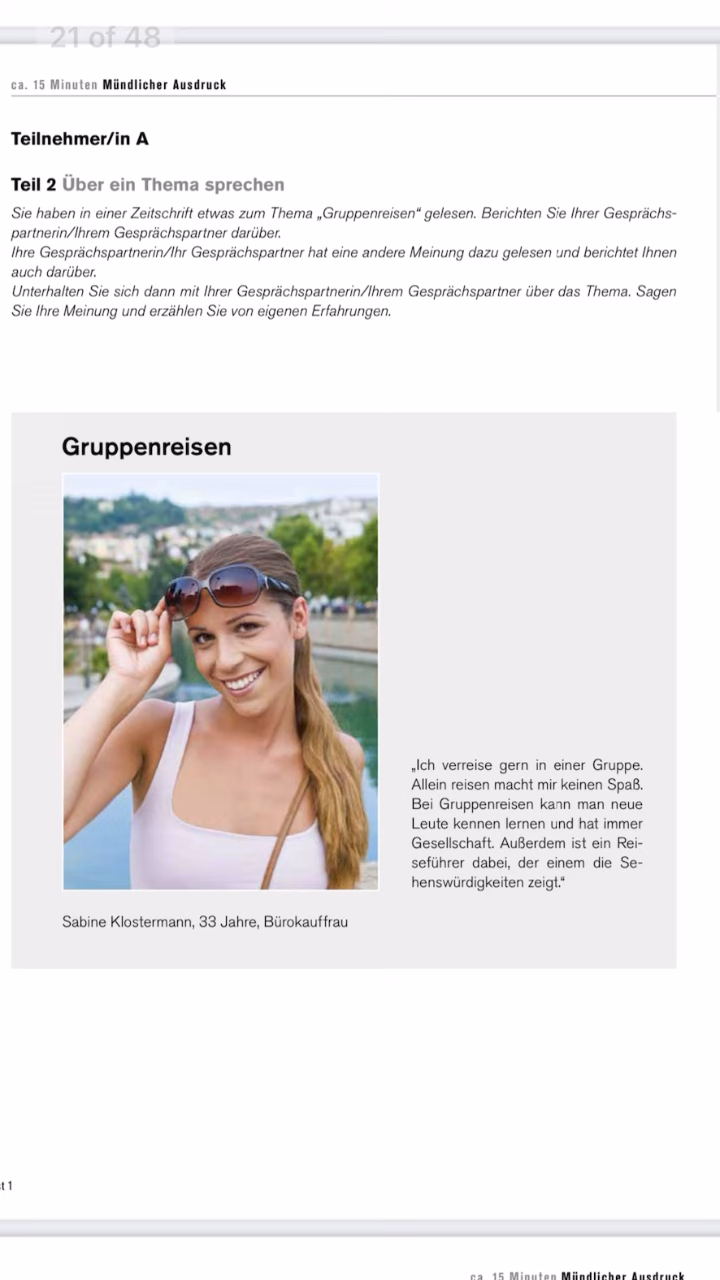 21 of 48
ca. 15 Minuten Mündlicher Ausdruck
Teilnehmer/in A
Teil 2 Über ein Thema sprechen
Sie haben in einer Zeitschrift etwas zum Thema „Gruppenreisen“ gelesen. Berichten Sie Ihrer Gesprächs-
partnerin/Ihrem Gesprächspartner darüber.
Ihre Gesprächspartnerin/Ihr Gesprächspartner hat eine andere Meinung dazu gelesen und berichtet Ihnen
auch darüber.
Unterhalten Sie sich dann mit Ihrer Gesprächspartnerin/Ihrem Gesprächspartner über das Thema. Sagen
Sie Ihre Meinung und erzählen Sie von eigenen Erfahrungen.
Gruppenreisen
„Ich verreise gern in einer Gruppe.
Allein reisen macht mir keinen Spaß.
Bei Gruppenreisen kann man neue
Leute kennen lernen und hat immer
Gesellschaft. Außerdem ist ein Rei-
seführer dabei, der einem die Se-
henswürdigkeiten zeigt.“
Sabine Klostermann, 33 Jahre, Bürokauffrau
t 1
ca. 15 Minuten Mündlicher Ausdruck